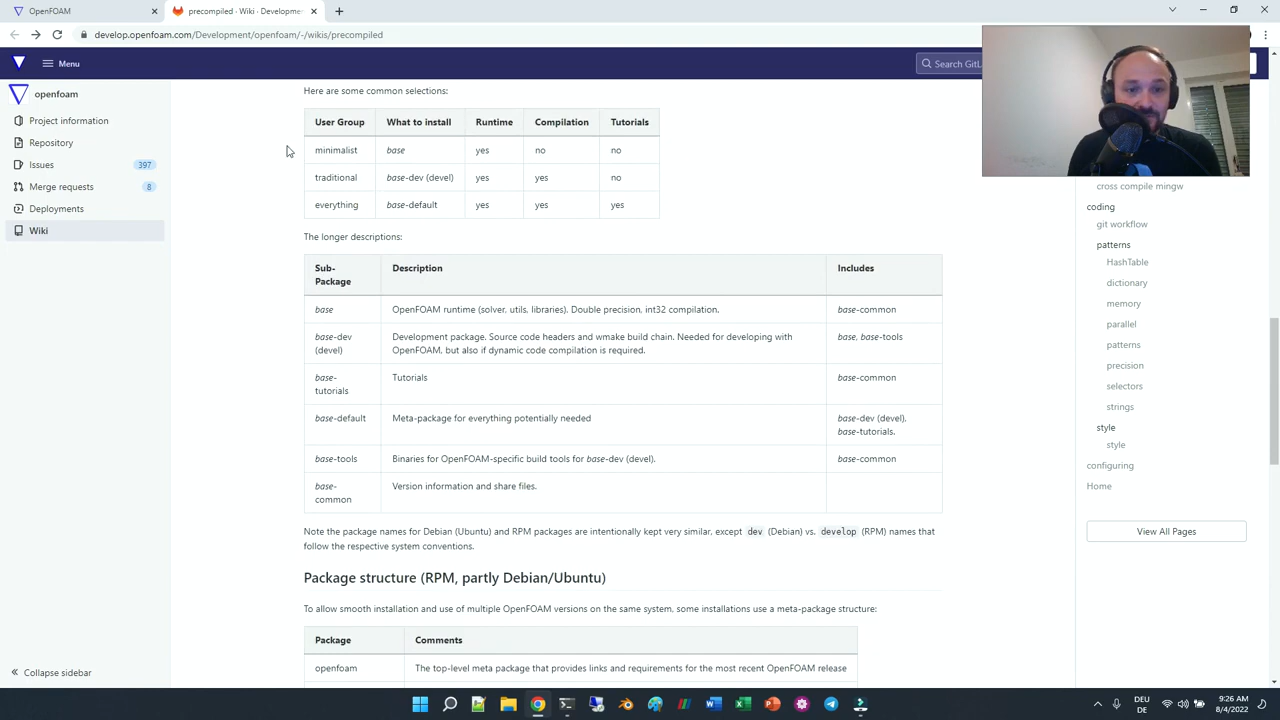 OpenFOAM
precompiled · Wiki · Developmen
develop.openfoam.com/Development/openfoam/-/wikis/precompiled
Menu
Search GitL
openfoam
Project information
Repository
Issues 397
Merge requests 8
Deployments
Wiki
Collapse sidebar
Here are some common selections:
User Group What to install Runtime Compilation Tutorials
minimalist base yes no no
traditional base-dev (devel) yes yes no
everything base-default yes yes yes
The longer descriptions:
Sub-
Package Description Includes
base OpenFOAM runtime (solver, utils, libraries). Double precision, int32 compilation. base-common
base-dev
(devel) Development package. Source code headers and wmake build chain. Needed for developing with
OpenFOAM, but also if dynamic code compilation is required. base, base-tools
base-
tutorials Tutorials base-common
base-default Meta-package for everything potentially needed base-dev (devel),
base-tutorials.
base-tools Binaries for OpenFOAM-specific build tools for base-dev (devel). base-common
base-
common Version information and share files.
Note the package names for Debian (Ubuntu) and RPM packages are intentionally kept very similar, except dev (Debian) vs. develop (RPM) names that
follow the respective system conventions.
Package structure (RPM, partly Debian/Ubuntu)
To allow smooth installation and use of multiple OpenFOAM versions on the same system, some installations use a meta-package structure:
Package Comments
openfoam The top-level meta package that provides links and requirements for the most recent OpenFOAM release
cross compile mingw
coding
git workflow
patterns
HashTable
dictionary
memory
parallel
patterns
precision
selectors
strings
style
style
configuring
Home
View All Pages
DEU
DE
9:26 AM
8/4/2022